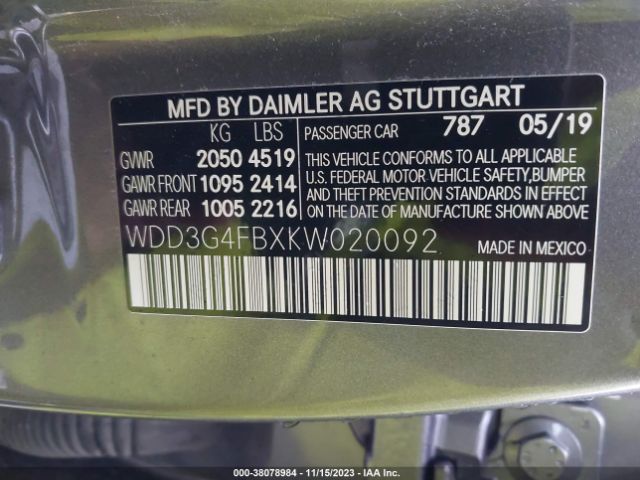 MFD BY DAIMLER AG STUTTGART
KG LBS
GVWR 2050 4519
GAWR FRONT 1095 2414
GAWR REAR 1005 2216
PASSENGER CAR 787 05/19
THIS VEHICLE CONFORMS TO ALL APPLICABLE
U.S. FEDERAL MOTOR VEHICLE SAFETY,BUMPER
AND THEFT PREVENTION STANDARDS IN EFFECT
ON THE DATE OF MANUFACTURE SHOWN ABOVE
WDD3G4FBXKW020092 MADE IN MEXICO
000-38078984 - 11/15/2023 - IAA Inc.